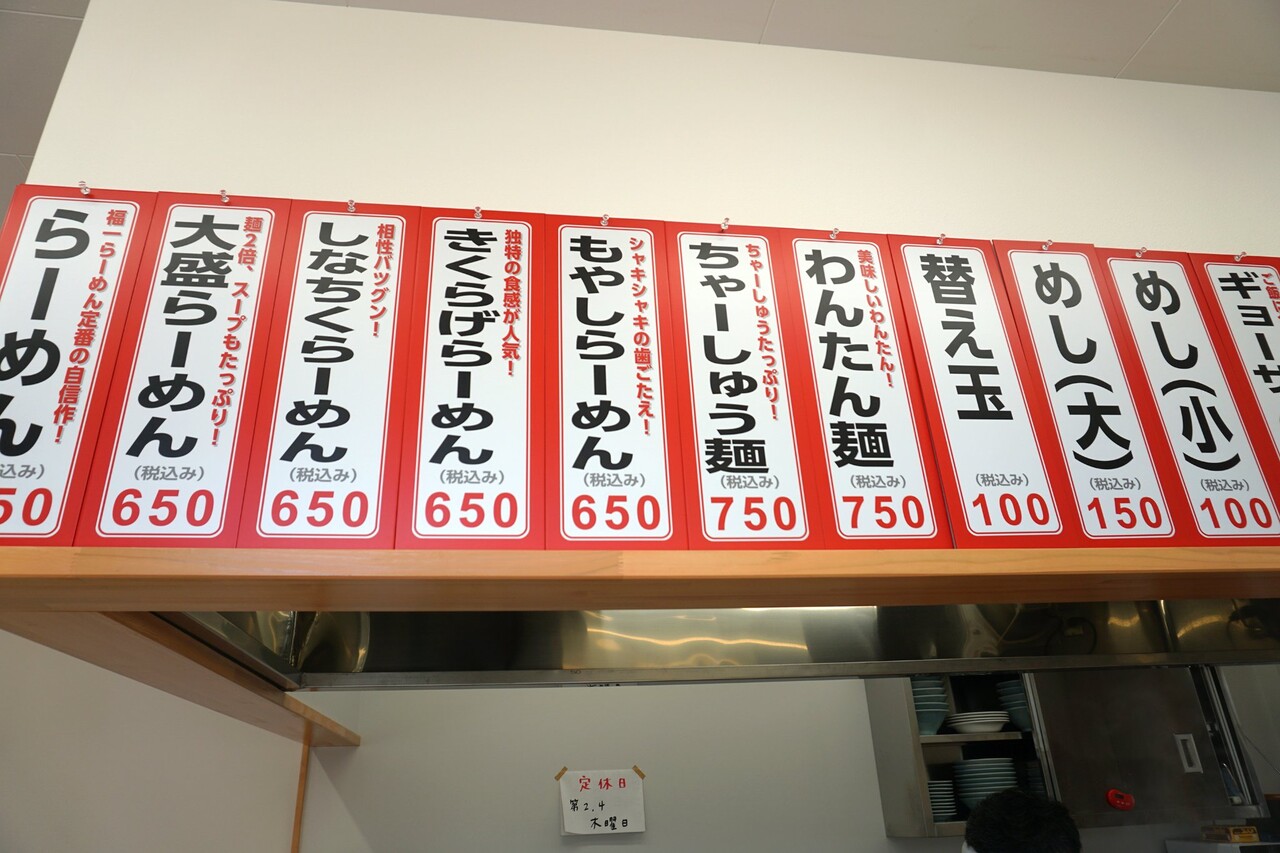 福一らーめん定番の自信作！
らーめん
(税込み)
50
麺2倍、スープもたっぷり！
大盛らーめん
(税込み)
650
相性バツグン！
しなちくらーめん
(税込み)
650
独特の食感が人気！
きくらげらーめん
(税込み)
650
シャキシャキの歯ごたえ！
もやしらーめん
(税込み)
650
ちゃーしゅうたっぷり！
ちゃーしゅう麺
(税込み)
750
美味しいわんたん！
わんたん麺
(税込み)
750
替え玉
(税込み)
100
めし(大)
(税込み)
150
めし(小)
(税込み)
100
ギョーザ
定休日
第2.4
木曜日